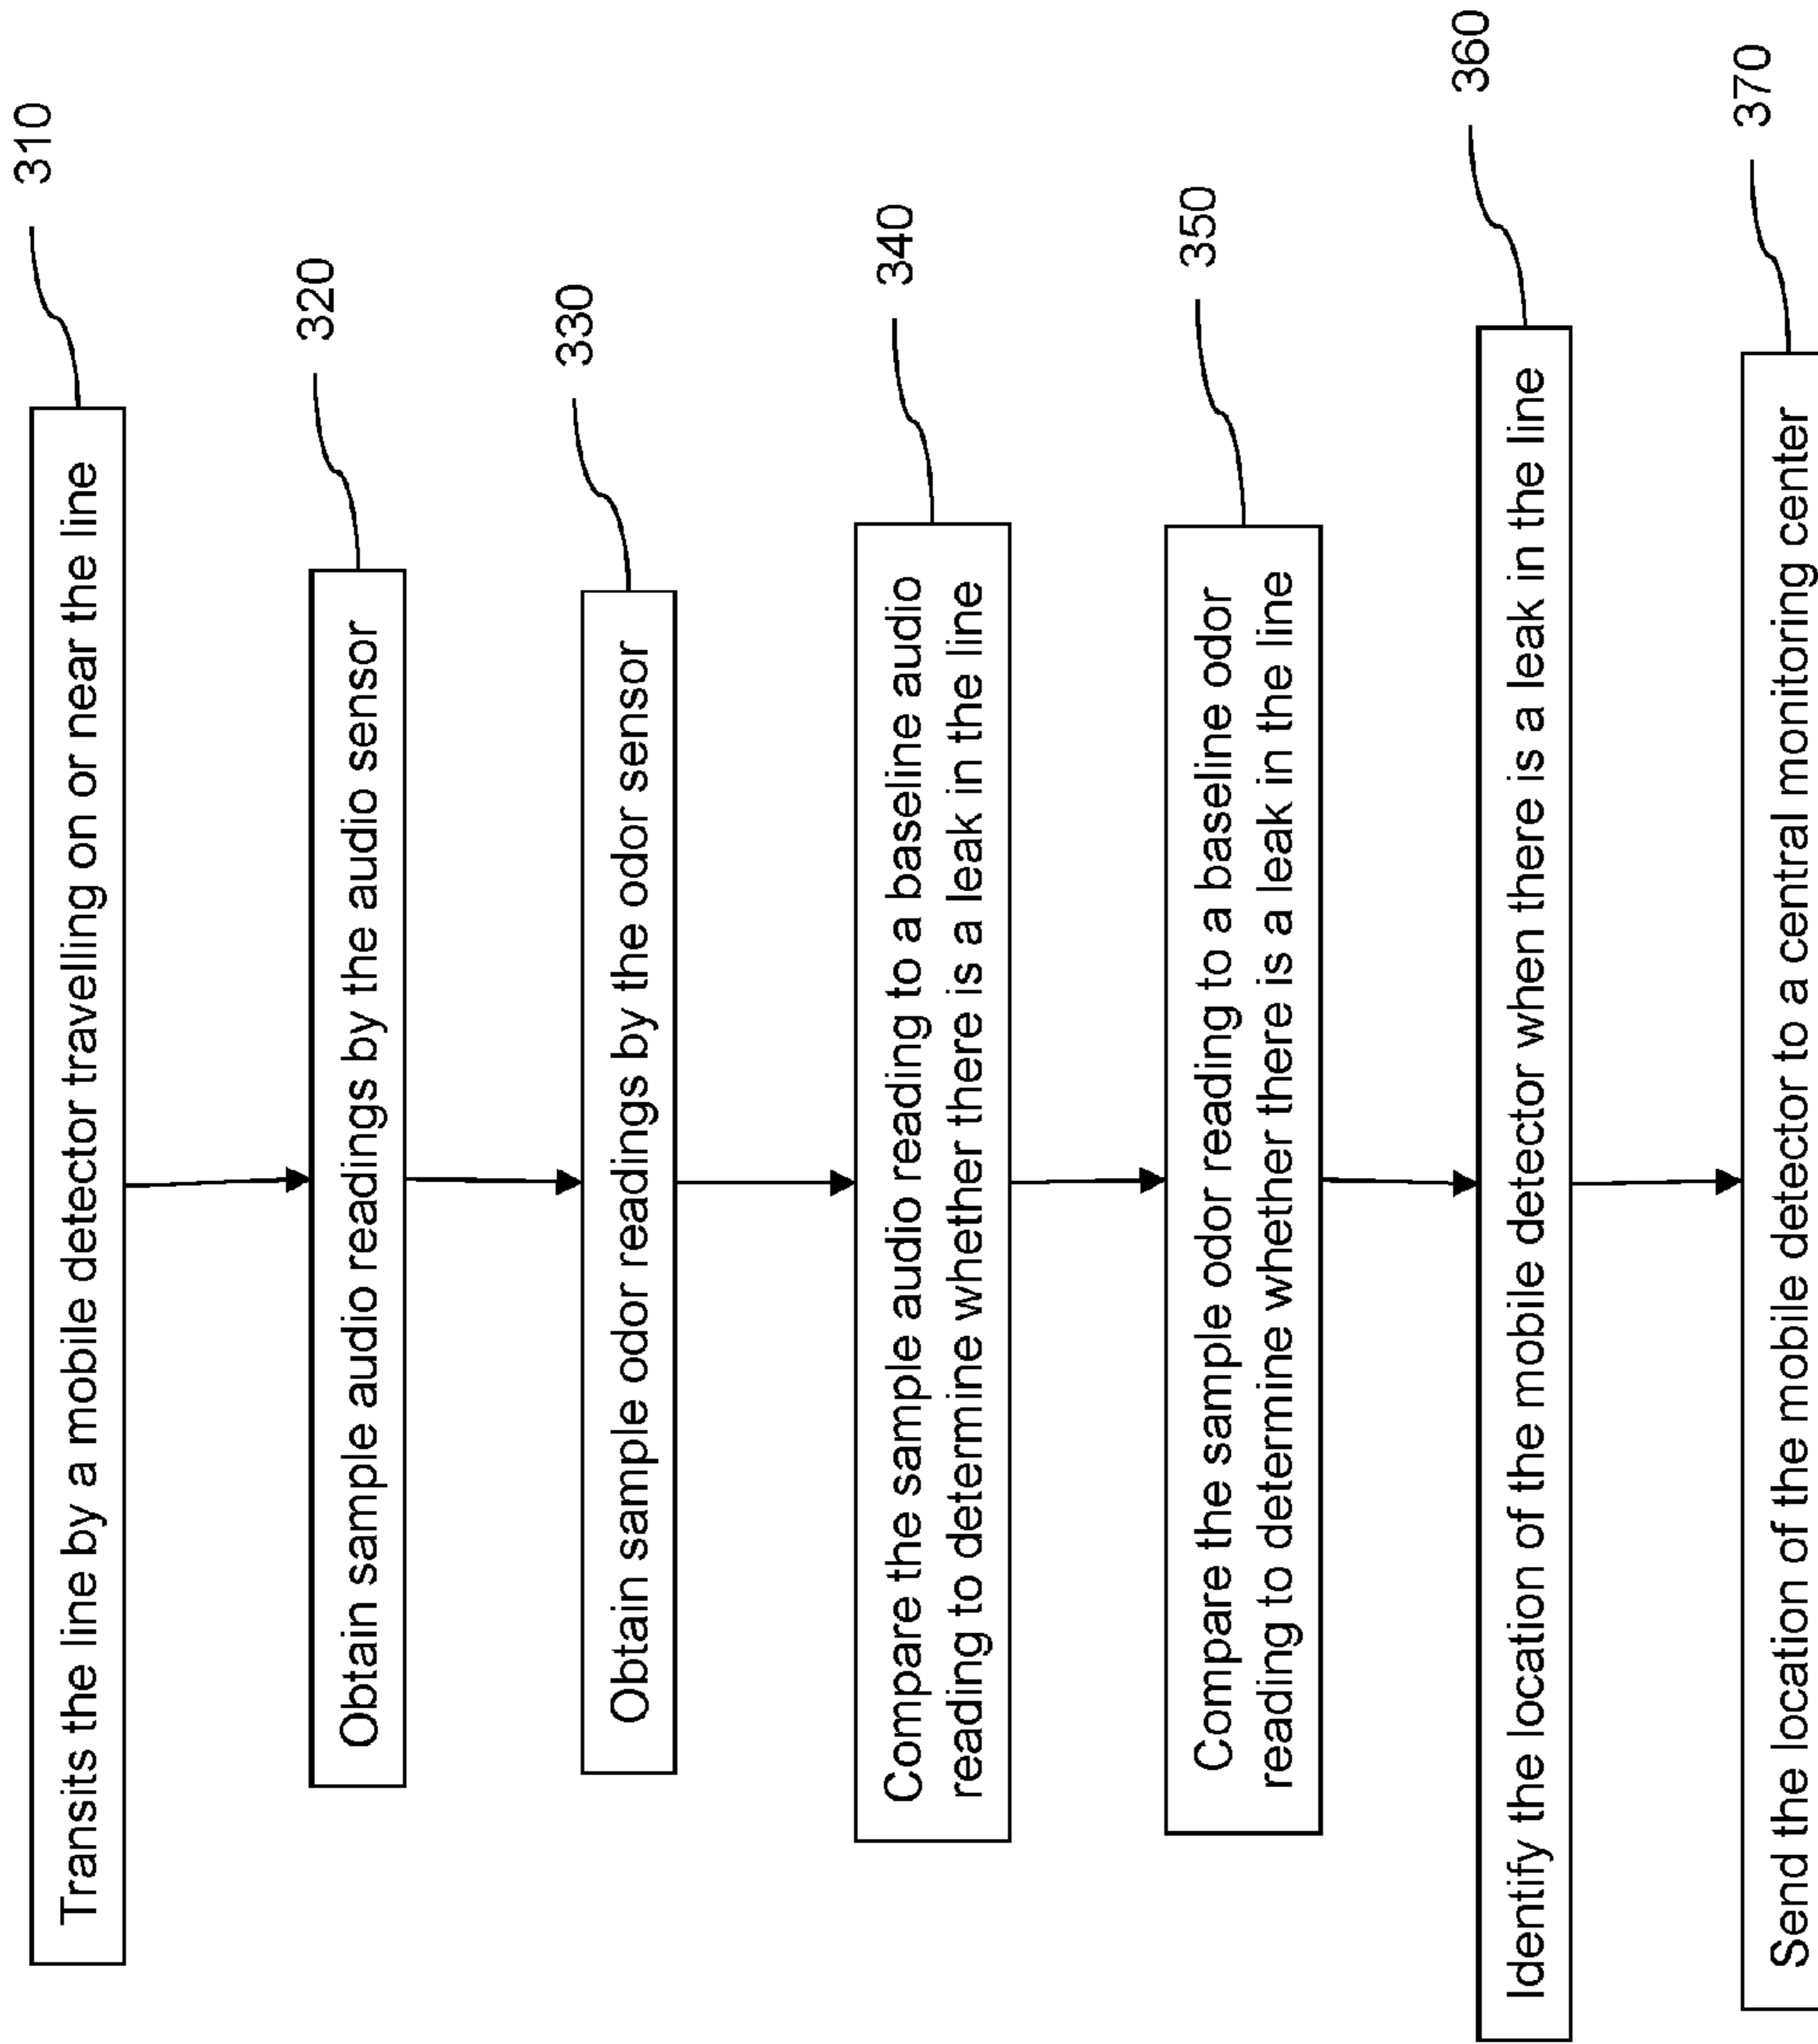 310
Transits the line by a mobile detector travelling on or near the line
320
Obtain sample audio readings by the audio sensor
330
Obtain sample odor readings by the odor sensor
340
Compare the sample audio reading to a baseline audio
reading to determine whether there is a leak in the line
350
Compare the sample odor reading to a baseline odor
reading to determine whether there is a leak in the line
360
Identify the location of the mobile detector when there is a leak in the line
370
Send the location of the mobile detector to a central monitoring center